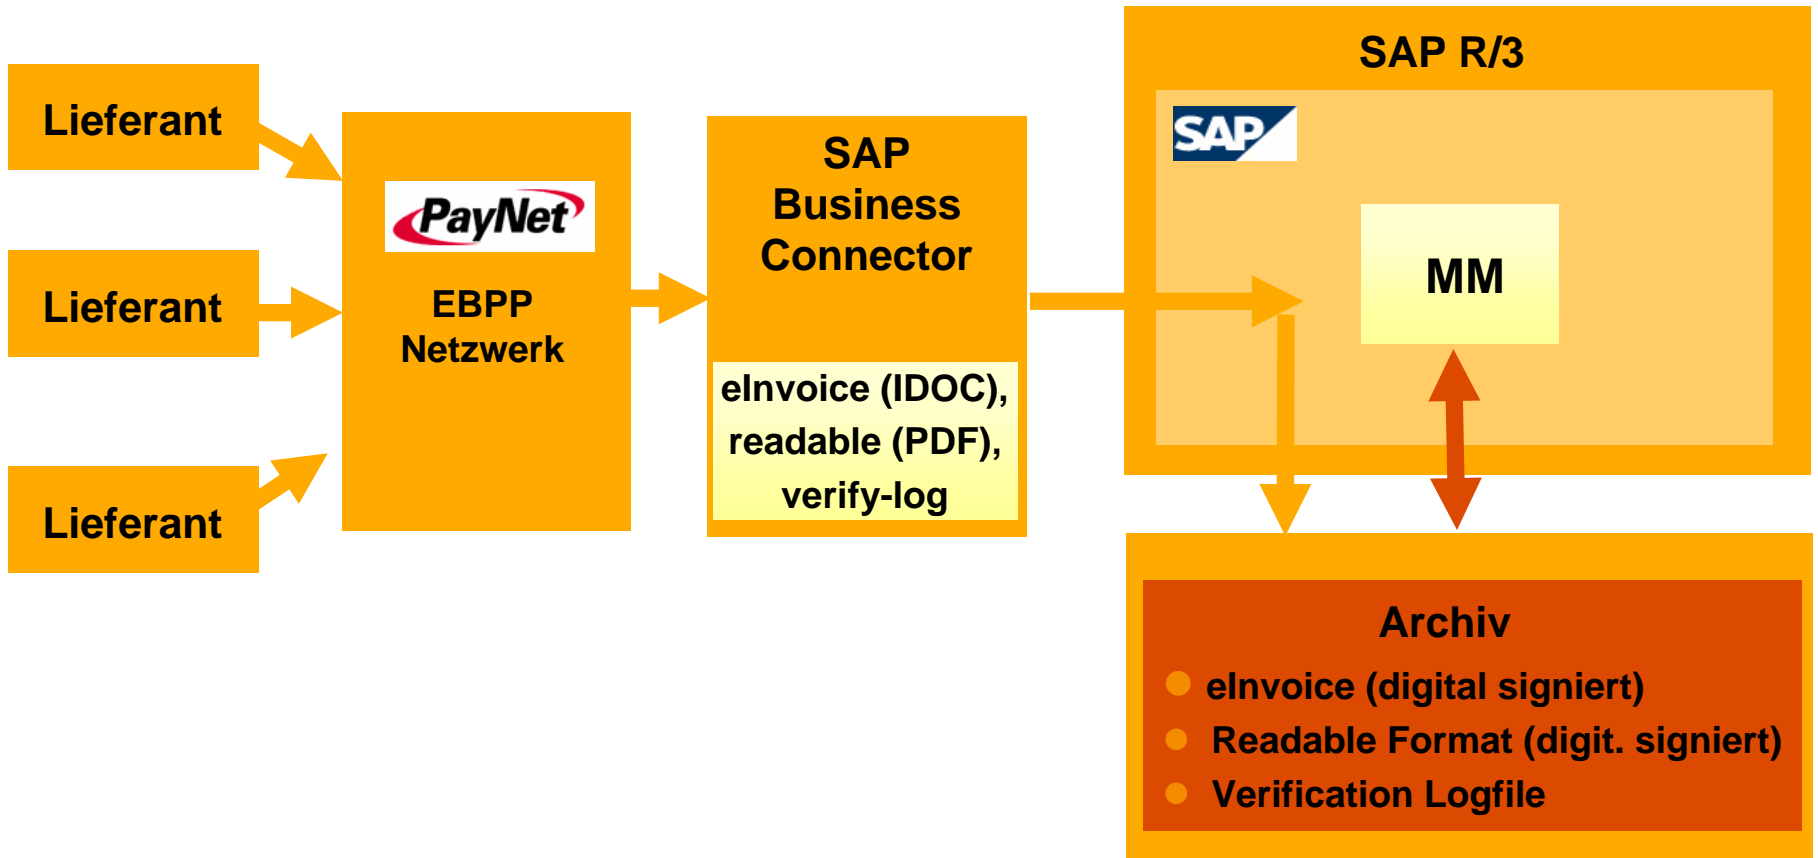 Lieferant
Lieferant
Lieferant
PayNet
EBPP
Netzwerk
SAP
Business
Connector
eInvoice (IDOC),
readable (PDF),
verify-log
SAP R/3
SAP
MM
Archiv
eInvoice (digital signiert)
Readable Format (digit. signiert)
Verification Logfile